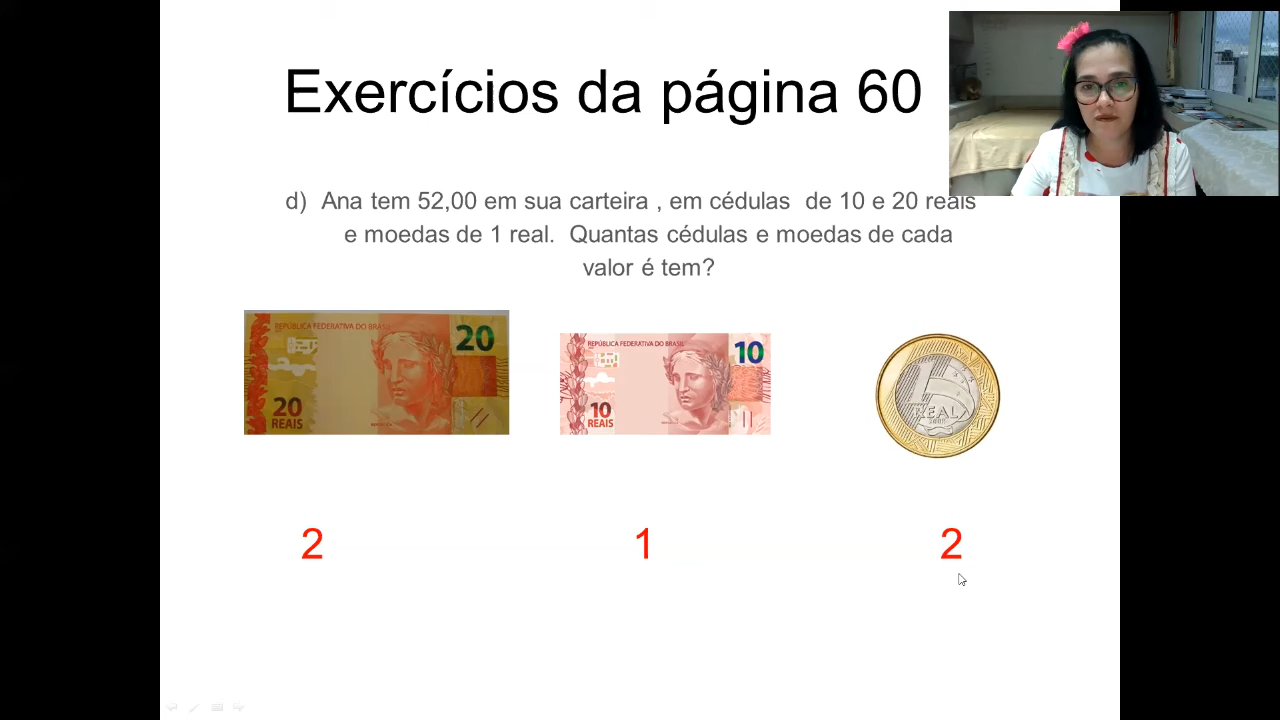 Exercícios da página 60
d) Ana tem 52,00 em sua carteira , em cédulas de 10 e 20 reais
e moedas de 1 real. Quantas cédulas e moedas de cada
valor é tem?
REPÚBLICA FEDERATIVA DO BRASIL
20
20
REAIS
REPÚBLICA FEDERATIVA DO BRASIL
10
10
REAIS
1
REAL
2
1
2